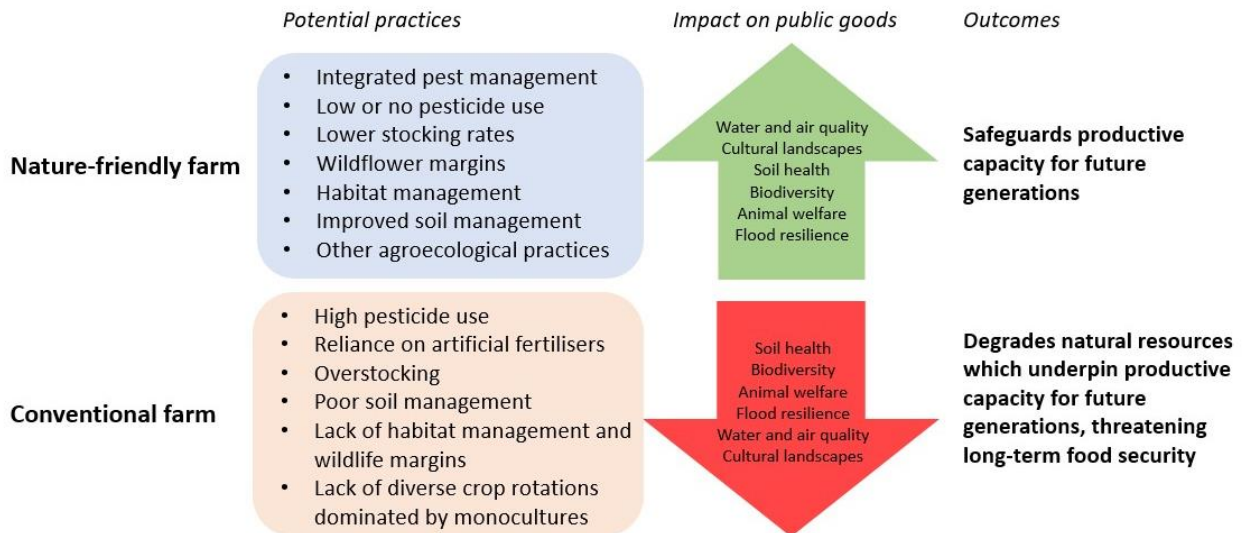 Potential practices
Impact on public goods
Outcomes
Nature-friendly farm
• Integrated pest management
• Low or no pesticide use
• Lower stocking rates
• Wildflower margins
• Habitat management
• Improved soil management
• Other agroecological practices
Water and air quality
Cultural landscapes
Soil health
Biodiversity
Animal welfare
Flood resilience
Safeguards productive
capacity for future
generations
Conventional farm
• High pesticide use
• Reliance on artificial fertilisers
• Overstocking
• Poor soil management
• Lack of habitat management and
wildlife margins
• Lack of diverse crop rotations
dominated by monocultures
Soil health
Biodiversity
Animal welfare
Flood resilience
Water and air quality
Cultural landscapes
Degrades natural resources
which underpin productive
capacity for future
generations, threatening
long-term food security